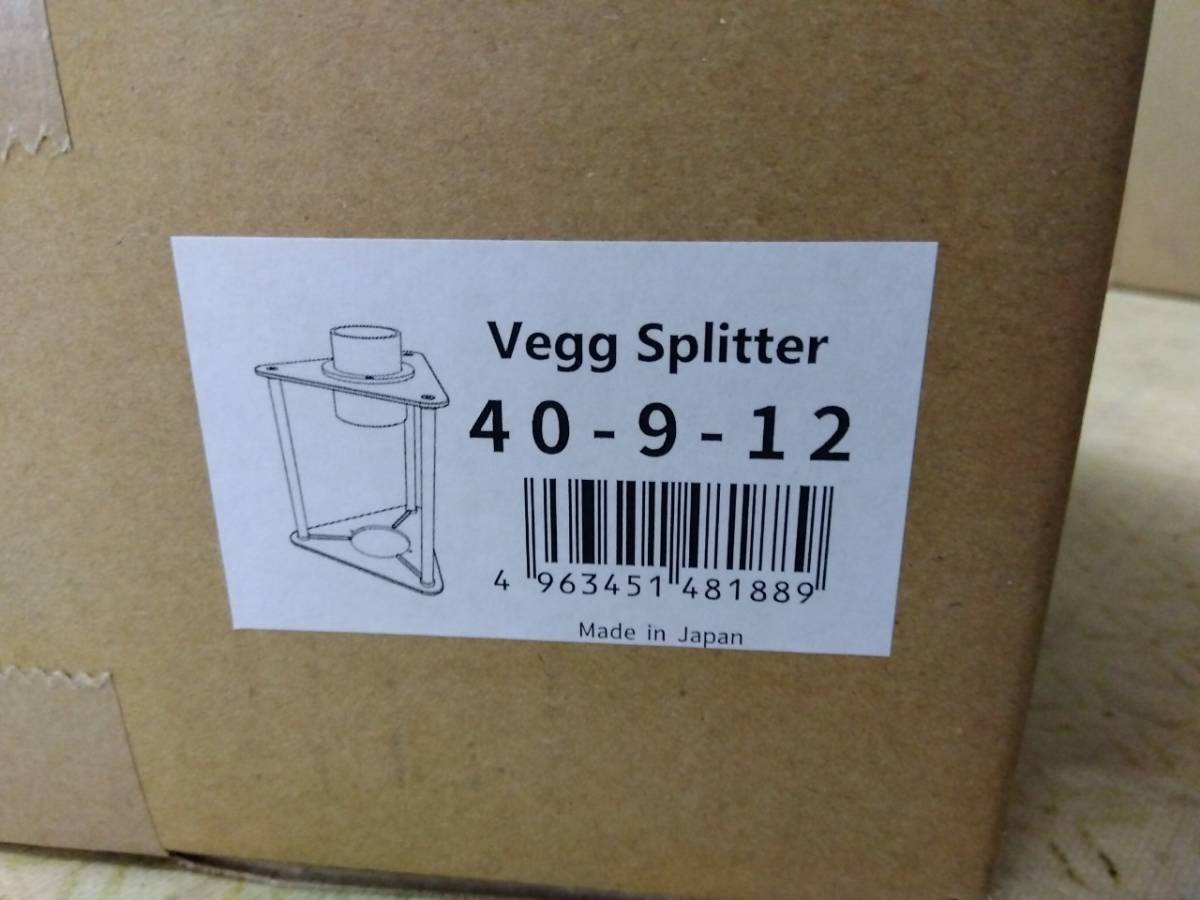 Vegg Splitter
40-9-12
4 963451 481889
Made in Japan